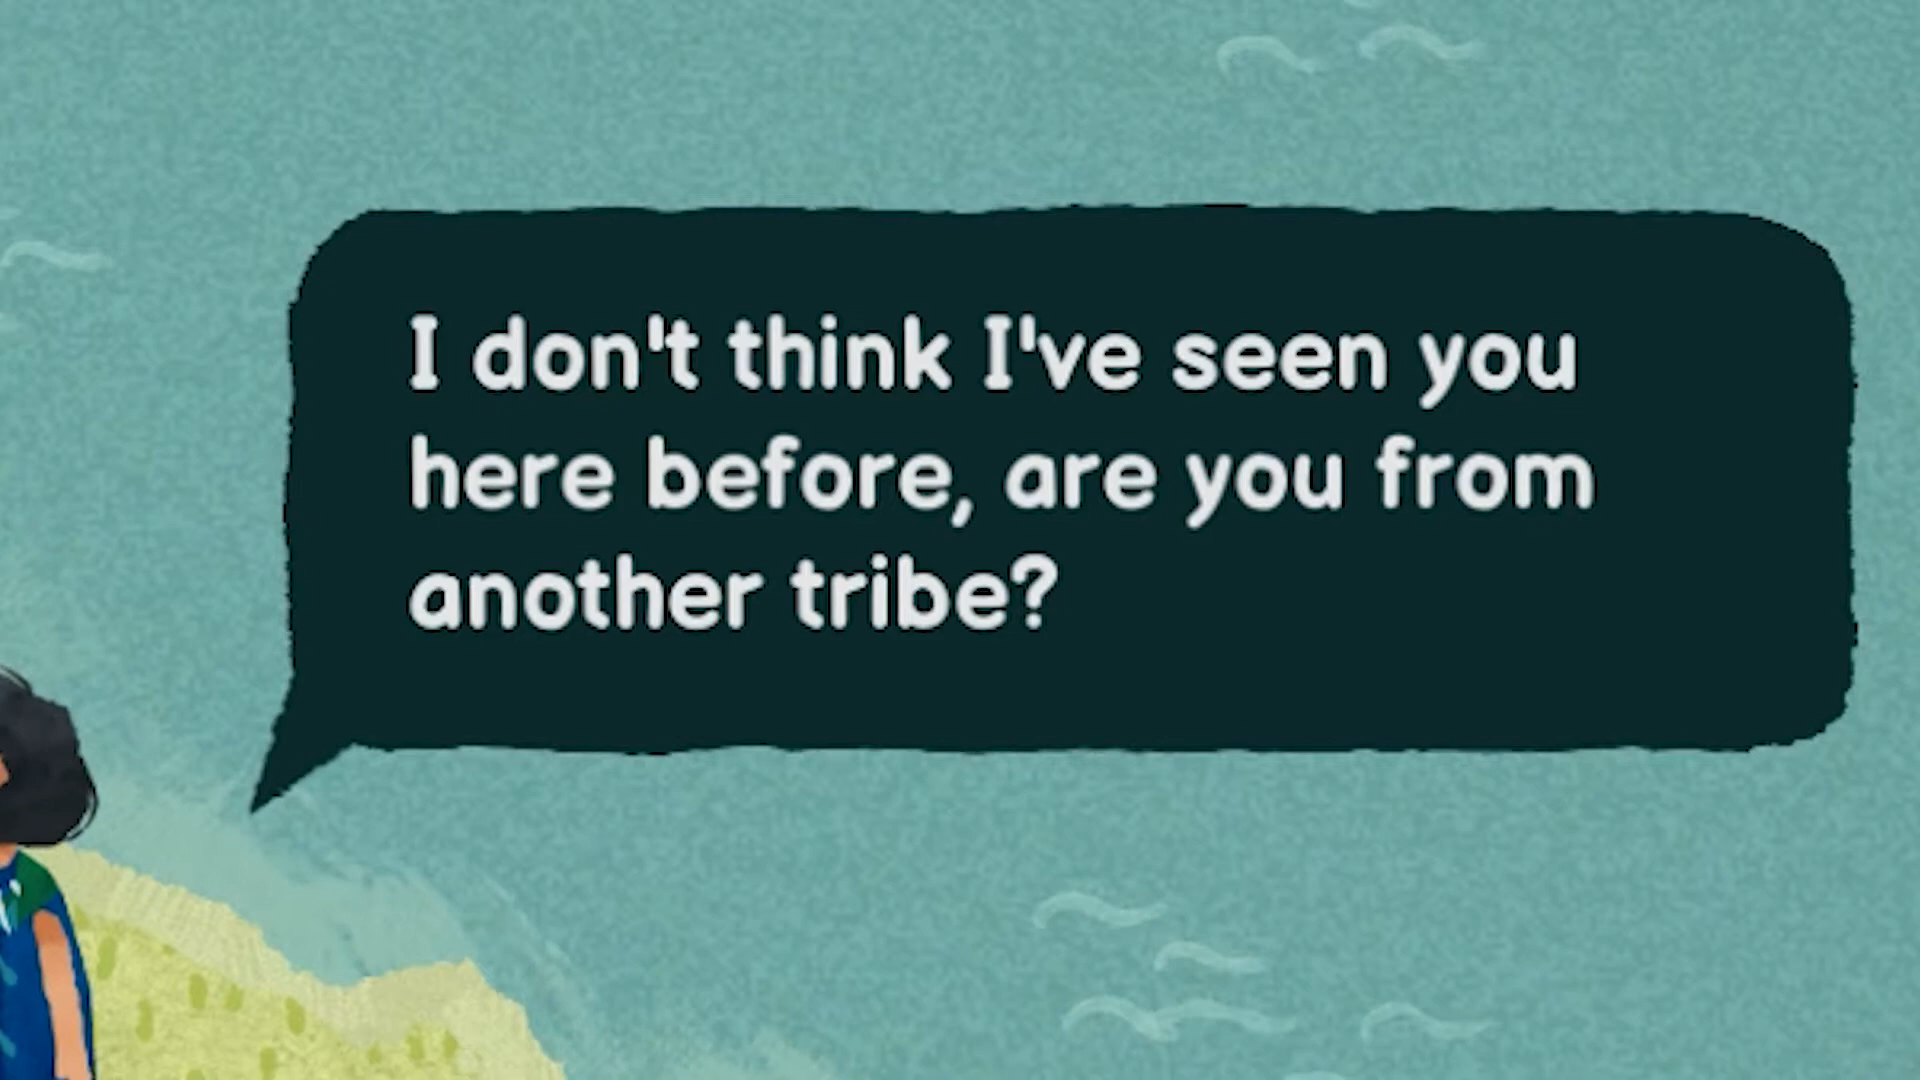 I don't think I've seen you
here before, are you from
another tribe?